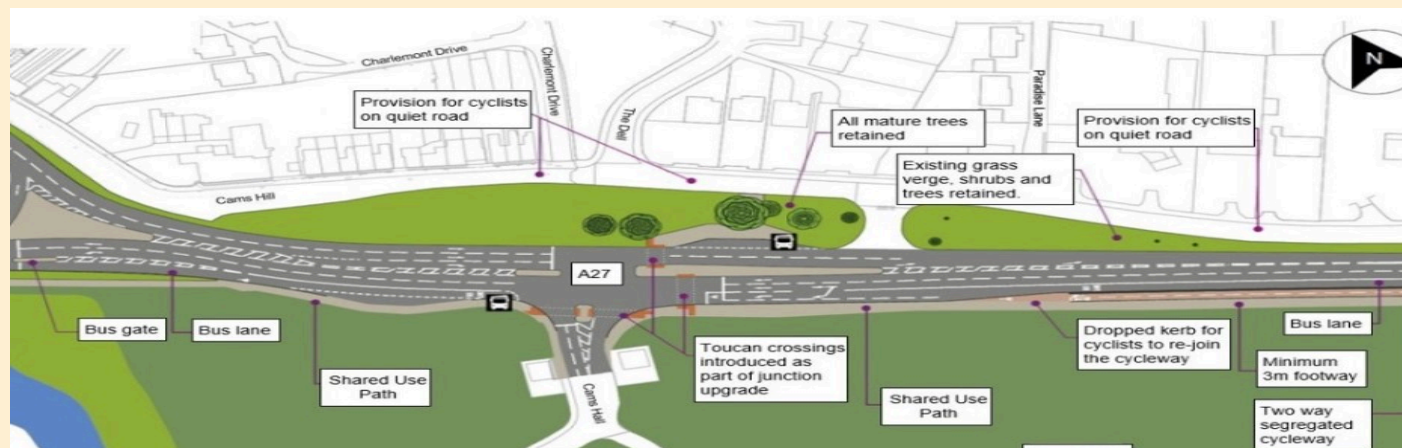 Charlemont Drive
Charlemont Drive
The Dell
Paradise Lane
N
Provision for cyclists
on quiet road
All mature trees
retained
Provision for cyclists
on quiet road
Existing grass
verge, shrubs and
trees retained.
Cams Hill
A27
Bus gate
Bus lane
Shared Use
Path
Cams Hall
Toucan crossings
introduced as
part of junction
upgrade
Shared Use
Path
Dropped kerb for
cyclists to re-join
the cycleway
Minimum
3m footway
Bus lane
Two way
segregated
cycleway